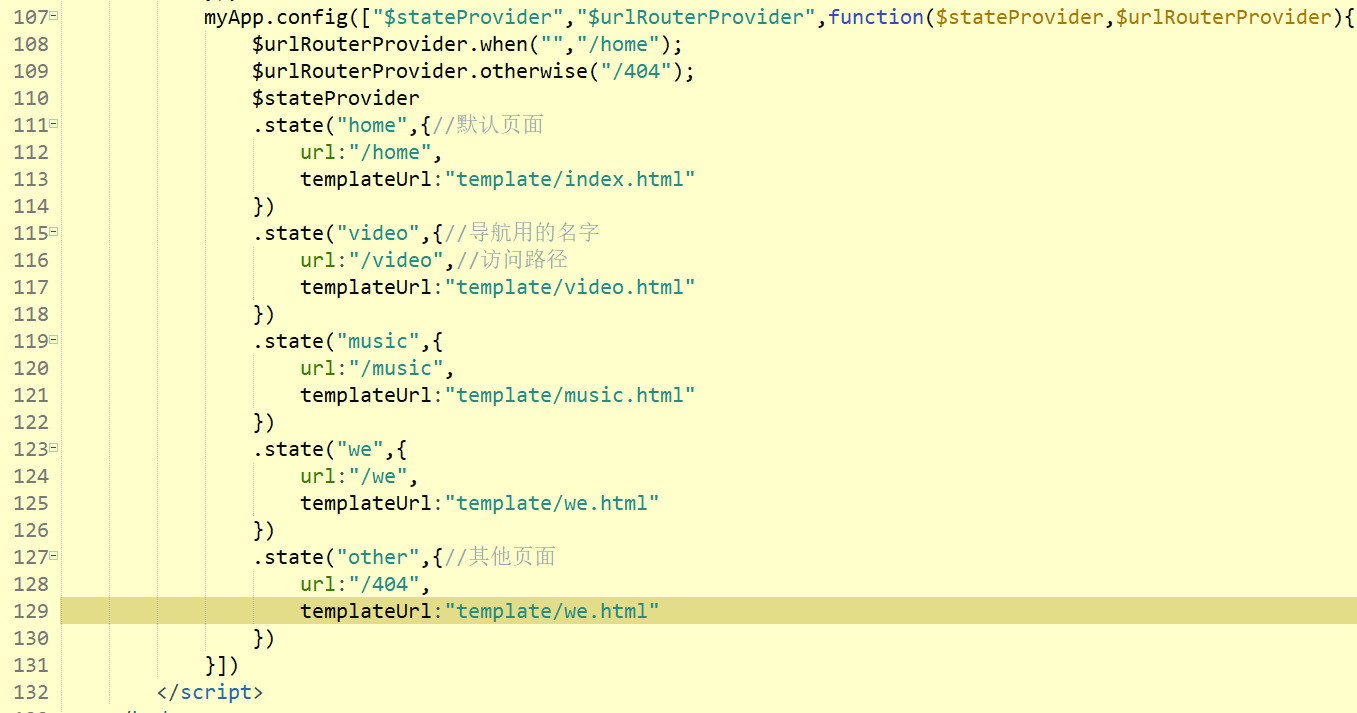 107 myApp.config(["$stateProvider","$urlRouterProvider",function($stateProvider,$urlRouterProvider){
108 $urlRouterProvider.when("","/home");
109 $urlRouterProvider.otherwise("/404");
110 $stateProvider
111 .state("home",{//默认页面
112 url:"/home",
113 templateUrl:"template/index.html"
114 })
115 .state("video",{//导航用的名字
116 url:"/video",//访问路径
117 templateUrl:"template/video.html"
118 })
119 .state("music",{
120 url:"/music",
121 templateUrl:"template/music.html"
122 })
123 .state("we",{
124 url:"/we",
125 templateUrl:"template/we.html"
126 })
127 .state("other",{//其他页面
128 url:"/404",
129 templateUrl:"template/we.html"
130 })
131 }])
132 </script>